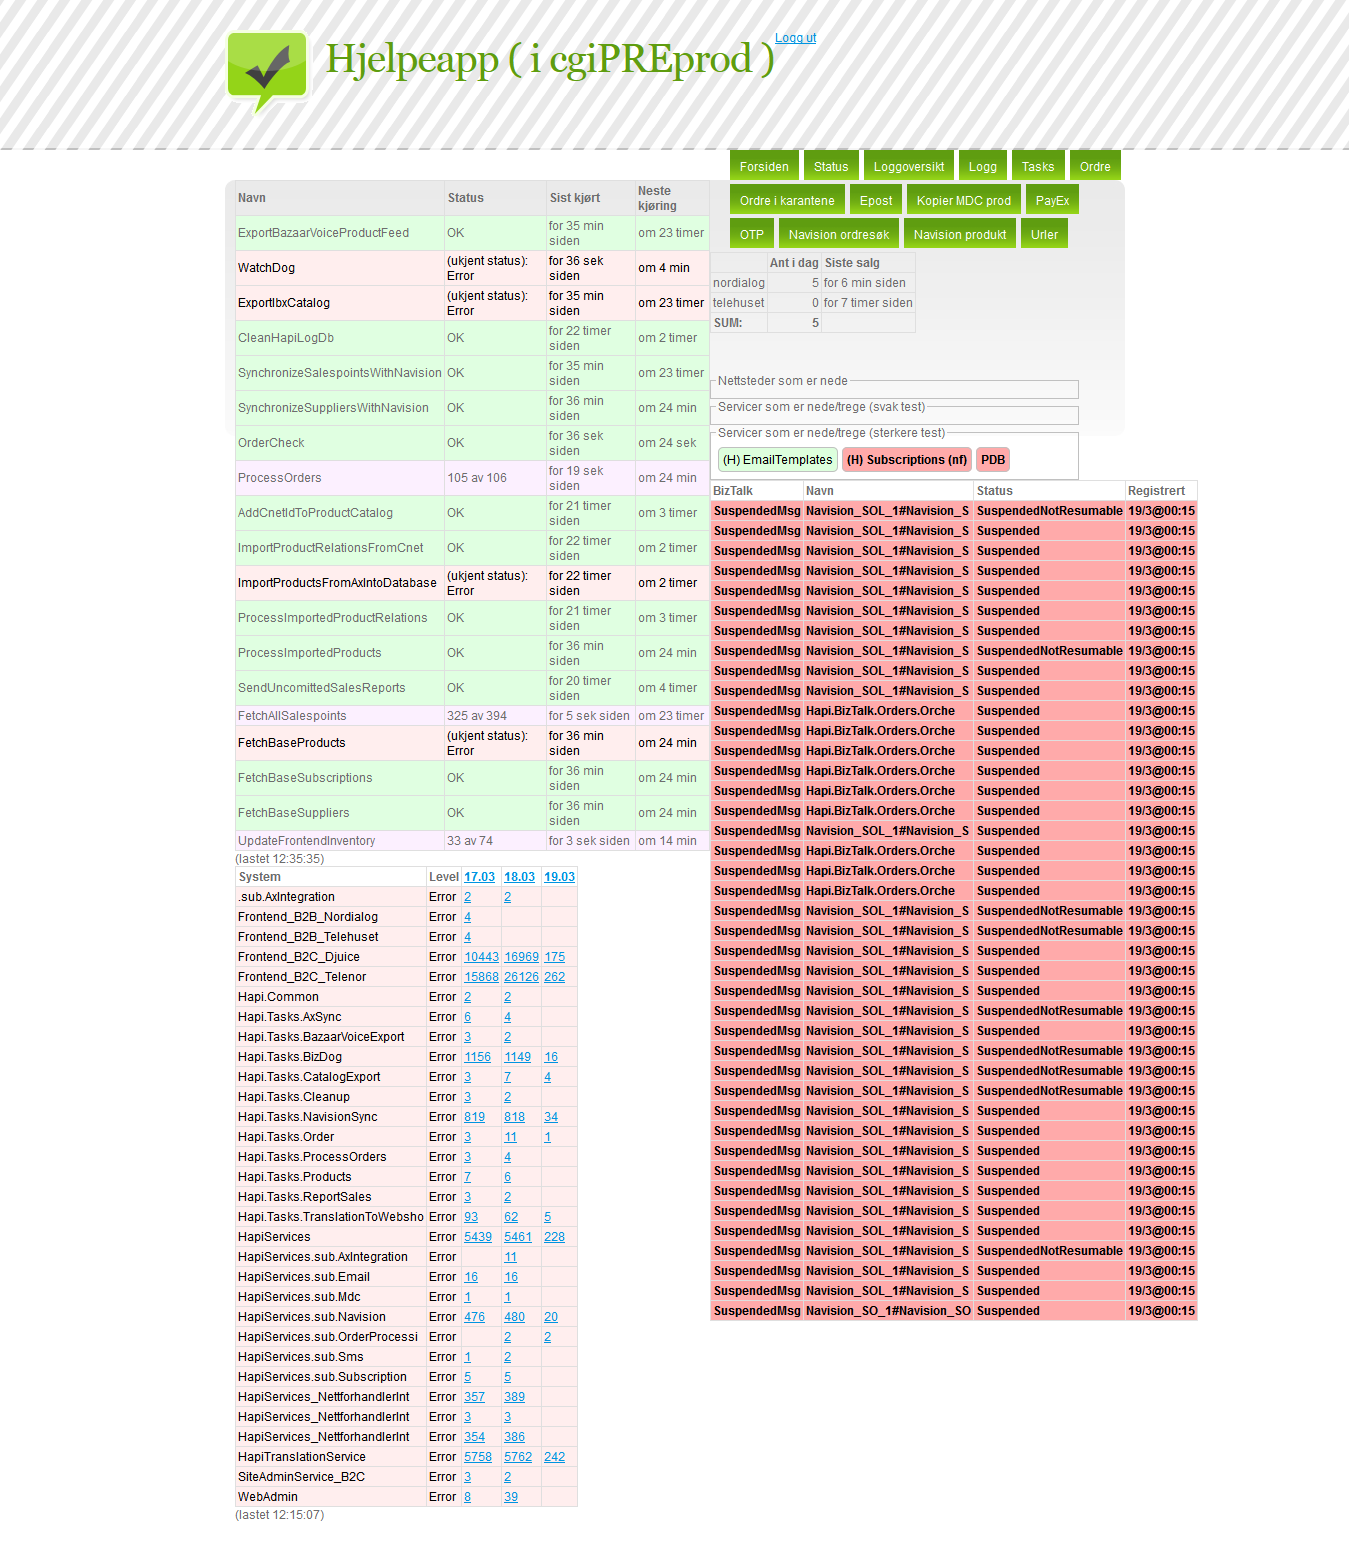 Hjelpeapp ( i cgiPREprod )
Logg ut
Forsiden Status Loggoversikt Logg Tasks Ordre
Ordre i karantene Epost Kopier MDC prod PayEx
OTP Navision ordresøk Navision produkt Urler
Navn Status Sist kjørt Neste kjøring
ExportBazaarVoiceProductFeed OK for 35 min siden om 23 timer
WatchDog (ukjent status): Error for 36 sek siden om 4 min
ExportIbxCatalog (ukjent status): Error for 35 min siden om 23 timer
CleanHapiLogDb OK for 22 timer siden om 2 timer
SynchronizeSalespointsWithNavision OK for 35 min siden om 23 timer
SynchronizeSuppliersWithNavision OK for 36 min siden om 24 min
OrderCheck OK for 36 sek siden om 24 sek
ProcessOrders 105 av 106 for 19 sek siden om 24 min
AddCnetIdToProductCatalog OK for 21 timer siden om 3 timer
ImportProductRelationsFromCnet OK for 22 timer siden om 2 timer
ImportProductsFromAxIntoDatabase (ukjent status): Error for 22 timer siden om 2 timer
ProcessImportedProductRelations OK for 21 timer siden om 3 timer
ProcessImportedProducts OK for 36 min siden om 24 min
SendUncomittedSalesReports OK for 20 timer siden om 4 timer
FetchAllSalespoints 325 av 394 for 5 sek siden om 23 timer
FetchBaseProducts (ukjent status): Error for 36 min siden om 24 min
FetchBaseSubscriptions OK for 36 min siden om 24 min
FetchBaseSuppliers OK for 36 min siden om 24 min
UpdateFrontendInventory 33 av 74 for 3 sek siden om 14 min
(lastet 12:35:35)
System Level 17.03 18.03 19.03
.sub.AxIntegration Error 2 2
Frontend_B2B_Nordialog Error 4
Frontend_B2B_Telehuset Error 4
Frontend_B2C_Djuice Error 10443 16969 175
Frontend_B2C_Telenor Error 15868 26126 262
Hapi.Common Error 2 2
Hapi.Tasks.AxSync Error 6 4
Hapi.Tasks.BazaarVoiceExport Error 3 2
Hapi.Tasks.BizDog Error 1156 1149 16
Hapi.Tasks.CatalogExport Error 3 7 4
Hapi.Tasks.Cleanup Error 3 2
Hapi.Tasks.NavisionSync Error 819 818 34
Hapi.Tasks.Order Error 3 11 1
Hapi.Tasks.ProcessOrders Error 3 4
Hapi.Tasks.Products Error 7 6
Hapi.Tasks.ReportSales Error 3 2
Hapi.Tasks.TranslationToWebsho Error 93 62 5
HapiServices Error 5439 5461 228
HapiServices.sub.AxIntegration Error 11
HapiServices.sub.Email Error 16 16
HapiServices.sub.Mdc Error 1 1
HapiServices.sub.Navision Error 476 480 20
HapiServices.sub.OrderProcessi Error 2 2
HapiServices.sub.Sms Error 1 2
HapiServices.sub.Subscription Error 5 5
HapiServices_NettforhandlerInt Error 357 389
HapiServices_NettforhandlerInt Error 3 3
HapiServices_NettforhandlerInt Error 354 386
HapiTranslationService Error 5758 5762 242
SiteAdminService_B2C Error 3 2
WebAdmin Error 8 39
(lastet 12:15:07)
Ant i dag Siste salg
nordialog 5 for 6 min siden
telehuset 0 for 7 timer siden
SUM: 5
Nettsteder som er nede
Servicer som er nede/trege (svak test)
Servicer som er nede/trege (sterkere test)
(H) EmailTemplates (H) Subscriptions (nf) PDB
BizTalk Navn Status Registrert
SuspendedMsg Navision_SOL_1#Navision_S SuspendedNotResumable 19/3@00:15
SuspendedMsg Navision_SOL_1#Navision_S Suspended 19/3@00:15
SuspendedMsg Navision_SOL_1#Navision_S Suspended 19/3@00:15
SuspendedMsg Navision_SOL_1#Navision_S Suspended 19/3@00:15
SuspendedMsg Navision_SOL_1#Navision_S Suspended 19/3@00:15
SuspendedMsg Navision_SOL_1#Navision_S Suspended 19/3@00:15
SuspendedMsg Navision_SOL_1#Navision_S Suspended 19/3@00:15
SuspendedMsg Navision_SOL_1#Navision_S SuspendedNotResumable 19/3@00:15
SuspendedMsg Navision_SOL_1#Navision_S Suspended 19/3@00:15
SuspendedMsg Navision_SOL_1#Navision_S Suspended 19/3@00:15
SuspendedMsg Hapi.BizTalk.Orders.Orche Suspended 19/3@00:15
SuspendedMsg Hapi.BizTalk.Orders.Orche Suspended 19/3@00:15
SuspendedMsg Hapi.BizTalk.Orders.Orche Suspended 19/3@00:15
SuspendedMsg Hapi.BizTalk.Orders.Orche Suspended 19/3@00:15
SuspendedMsg Hapi.BizTalk.Orders.Orche Suspended 19/3@00:15
SuspendedMsg Hapi.BizTalk.Orders.Orche Suspended 19/3@00:15
SuspendedMsg Navision_SOL_1#Navision_S Suspended 19/3@00:15
SuspendedMsg Hapi.BizTalk.Orders.Orche Suspended 19/3@00:15
SuspendedMsg Hapi.BizTalk.Orders.Orche Suspended 19/3@00:15
SuspendedMsg Hapi.BizTalk.Orders.Orche Suspended 19/3@00:15
SuspendedMsg Navision_SOL_1#Navision_S SuspendedNotResumable 19/3@00:15
SuspendedMsg Navision_SOL_1#Navision_S SuspendedNotResumable 19/3@00:15
SuspendedMsg Navision_SOL_1#Navision_S Suspended 19/3@00:15
SuspendedMsg Navision_SOL_1#Navision_S Suspended 19/3@00:15
SuspendedMsg Navision_SOL_1#Navision_S Suspended 19/3@00:15
SuspendedMsg Navision_SOL_1#Navision_S SuspendedNotResumable 19/3@00:15
SuspendedMsg Navision_SOL_1#Navision_S Suspended 19/3@00:15
SuspendedMsg Navision_SOL_1#Navision_S SuspendedNotResumable 19/3@00:15
SuspendedMsg Navision_SOL_1#Navision_S SuspendedNotResumable 19/3@00:15
SuspendedMsg Navision_SOL_1#Navision_S SuspendedNotResumable 19/3@00:15
SuspendedMsg Navision_SOL_1#Navision_S Suspended 19/3@00:15
SuspendedMsg Navision_SOL_1#Navision_S Suspended 19/3@00:15
SuspendedMsg Navision_SOL_1#Navision_S Suspended 19/3@00:15
SuspendedMsg Navision_SOL_1#Navision_S Suspended 19/3@00:15
SuspendedMsg Navision_SOL_1#Navision_S Suspended 19/3@00:15
SuspendedMsg Navision_SOL_1#Navision_S Suspended 19/3@00:15
SuspendedMsg Navision_SOL_1#Navision_S Suspended 19/3@00:15
SuspendedMsg Navision_SOL_1#Navision_S SuspendedNotResumable 19/3@00:15
SuspendedMsg Navision_SOL_1#Navision_S Suspended 19/3@00:15
SuspendedMsg Navision_SOL_1#Navision_S Suspended 19/3@00:15
SuspendedMsg Navision_SO_1#Navision_SO Suspended 19/3@00:15